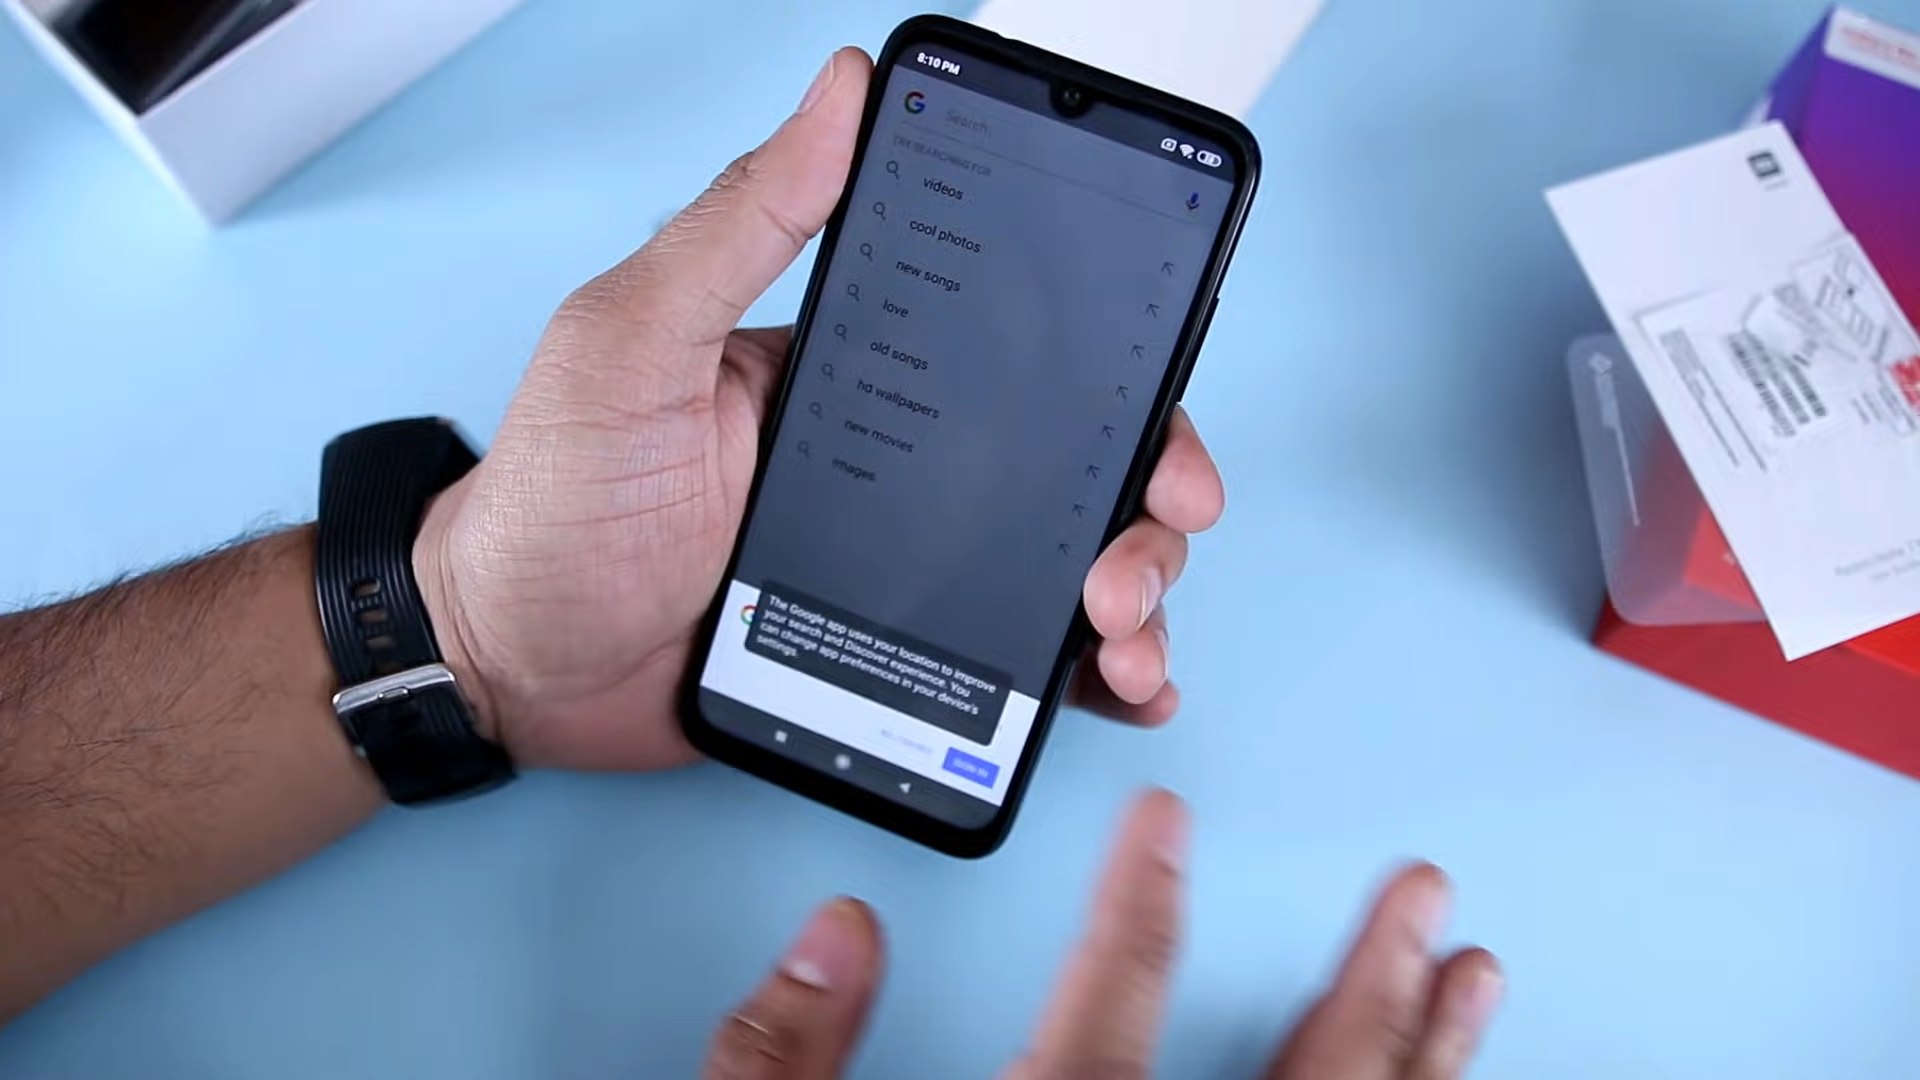 8:10 PM
Search
TRY SEARCHING FOR
videos
cool photos
new songs
love
old songs
hd wallpapers
new movies
images
The Google app uses your location to improve
your search and Discover experience. You
can change app preferences in your device's
settings.
SIGN IN